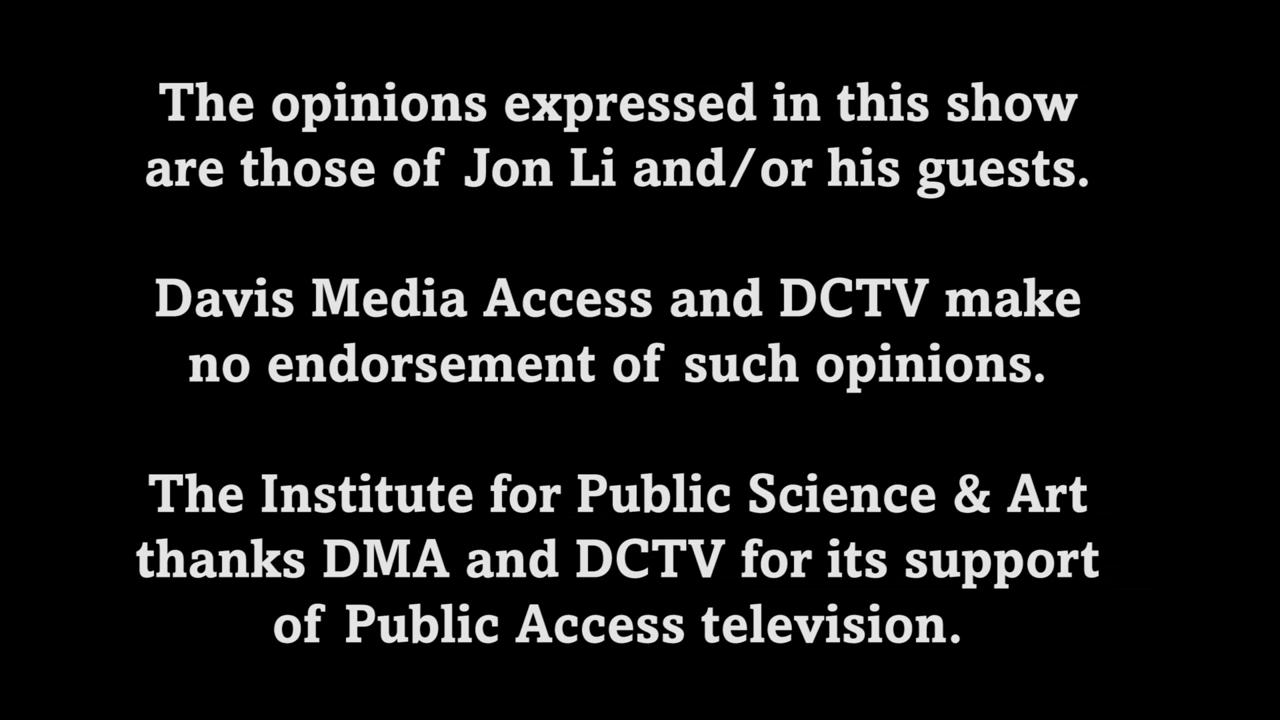 The opinions expressed in this show
are those of Jon Li and/or his guests.
Davis Media Access and DCTV make
no endorsement of such opinions.
The Institute for Public Science & Art
thanks DMA and DCTV for its support
of Public Access television.